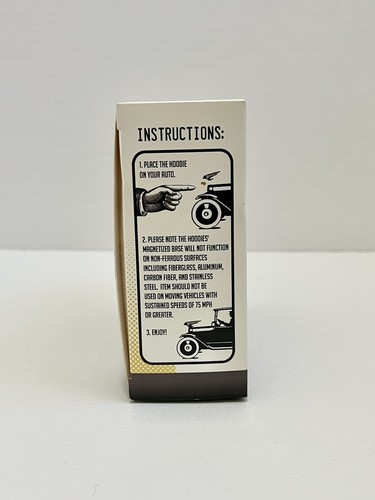 INSTRUCTIONS:
1. PLACE THE HOODIE
ON YOUR AUTO.
2. PLEASE NOTE THE HOODIES'
MAGNETIZED BASE WILL NOT FUNCTION
ON NON-FERROUS SURFACES
INCLUDING FIBERGLASS, ALUMINUM,
CARBON FIBER, AND STAINLESS
STEEL. ITEM SHOULD NOT BE
USED ON MOVING VEHICLES WITH
SUSTAINED SPEEDS OF 75 MPH
OR GREATER.
3. ENJOY!